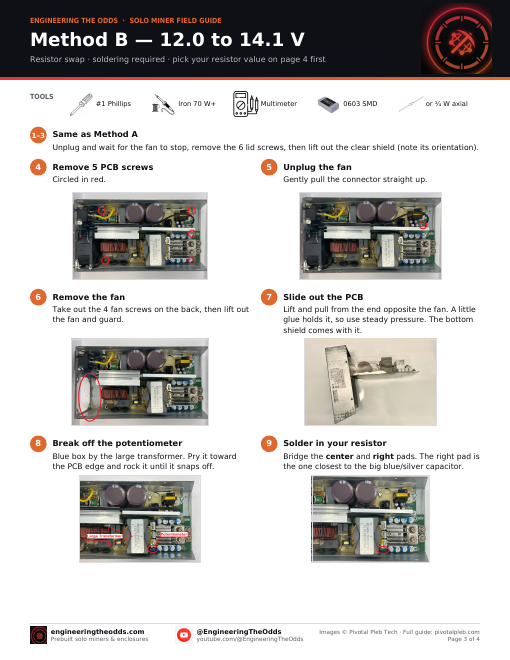 ENGINEERING THE ODDS · SOLO MINER FIELD GUIDE
Method B — 12.0 to 14.1 V
Resistor swap · soldering required · pick your resistor value on page 4 first
TOOLS
#1 Phillips
Iron 70 W+
Multimeter
0603 SMD
or ¼ W axial
1–3 Same as Method A
Unplug and wait for the fan to stop, remove the 6 lid screws, then lift out the clear shield (note its orientation).
4 Remove 5 PCB screws
Circled in red.
5 Unplug the fan
Gently pull the connector straight up.
6 Remove the fan
Take out the 4 fan screws on the back, then lift out
the fan and guard.
7 Slide out the PCB
Lift and pull from the end opposite the fan. A little
glue holds it, so use steady pressure. The bottom
shield comes with it.
8 Break off the potentiometer
Blue box by the large transformer. Pry it toward
the PCB edge and rock it until it snaps off.
Large Transformer
Potentiometer
9 Solder in your resistor
Bridge the center and right pads. The right pad is
the one closest to the big blue/silver capacitor.
engineeringtheodds.com
Prebuilt solo miners & enclosures
@EngineeringTheOdds
youtube.com/@EngineeringTheOdds
Images © Pivotal Pleb Tech · Full guide: pivotalpleb.com
Page 3 of 4